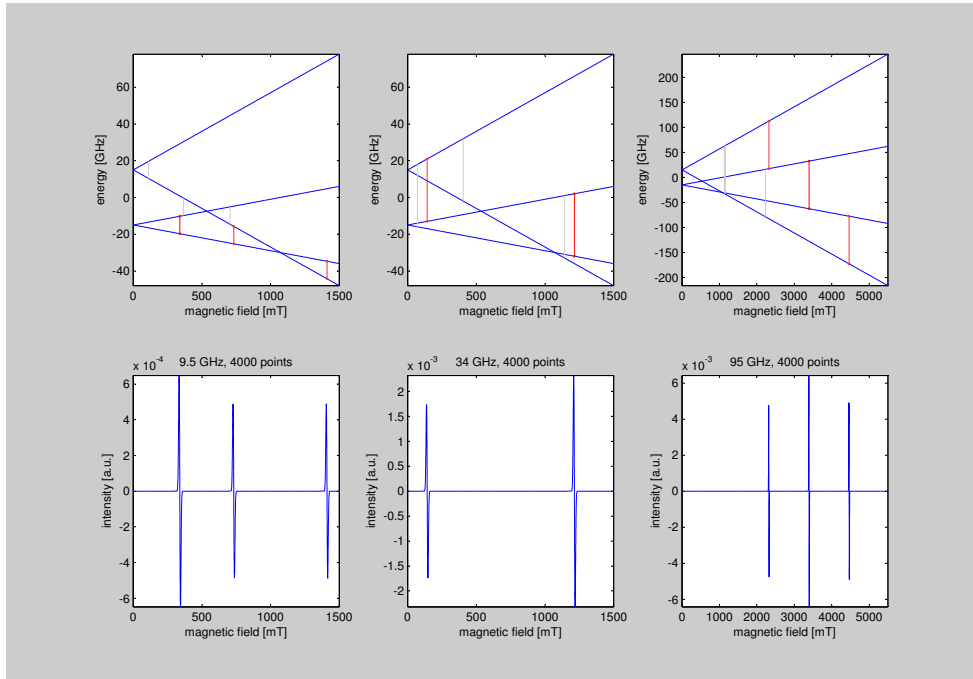 energy [GHz]
60
40
20
0
-20
-40
0 500 1000 1500
magnetic field [mT]
energy [GHz]
60
40
20
0
-20
-40
0 500 1000 1500
magnetic field [mT]
energy [GHz]
200
150
100
50
0
-50
-100
-150
-200
0 1000 2000 3000 4000 5000
magnetic field [mT]
x 10^-4
9.5 GHz, 4000 points
intensity [a.u.]
6
4
2
0
-2
-4
-6
0 500 1000 1500
magnetic field [mT]
x 10^-3
34 GHz, 4000 points
intensity [a.u.]
2
1.5
1
0.5
0
-0.5
-1
-1.5
-2
0 500 1000 1500
magnetic field [mT]
x 10^-3
95 GHz, 4000 points
intensity [a.u.]
6
4
2
0
-2
-4
-6
0 1000 2000 3000 4000 5000
magnetic field [mT]